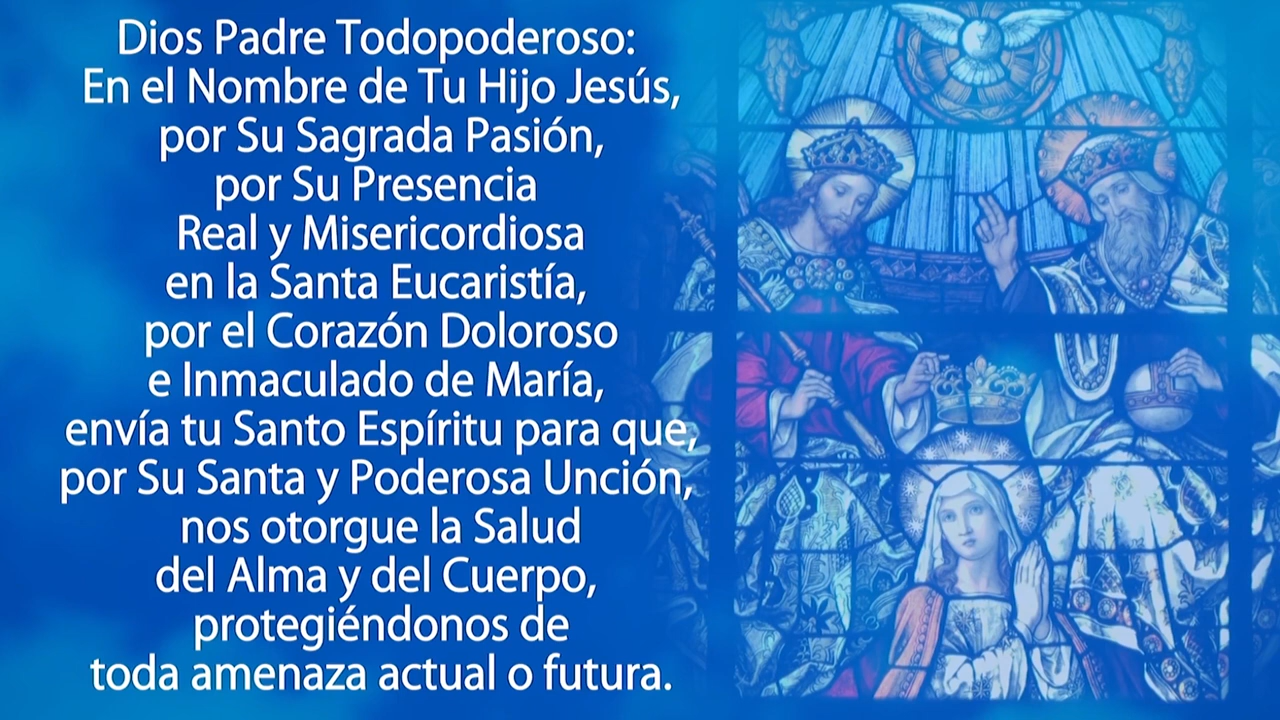 Dios Padre Todopoderoso:
En el Nombre de Tu Hijo Jesús,
por Su Sagrada Pasión,
por Su Presencia
Real y Misericordiosa
en la Santa Eucaristía,
por el Corazón Doloroso
e Inmaculado de María,
envía tu Santo Espíritu para que,
por Su Santa y Poderosa Unción,
nos otorgue la Salud
del Alma y del Cuerpo,
protegiéndonos de
toda amenaza actual o futura.